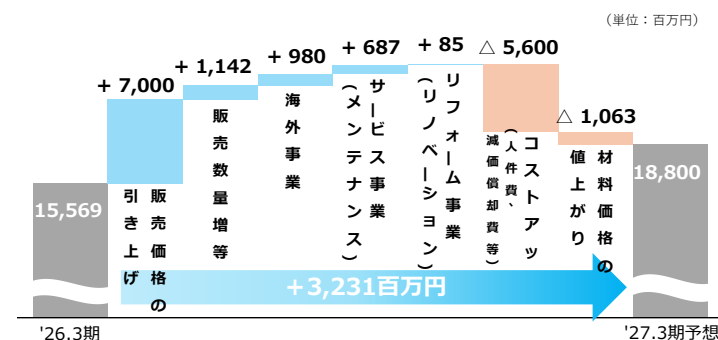 （単位：百万円）
+ 7,000
+ 1,142
+ 980
+ 687
+ 85
△ 5,600
△ 1,063
15,569
18,800
販売価格の
引き上げ
販売数量増等
海外事業
サービス事業
(メンテナンス)
リフォーム事業
(リノベーション)
コストアッ
(人件費、
減価償却費等)
材料価格の
値上がり
+3,231百万円
'26.3期
'27.3期予想